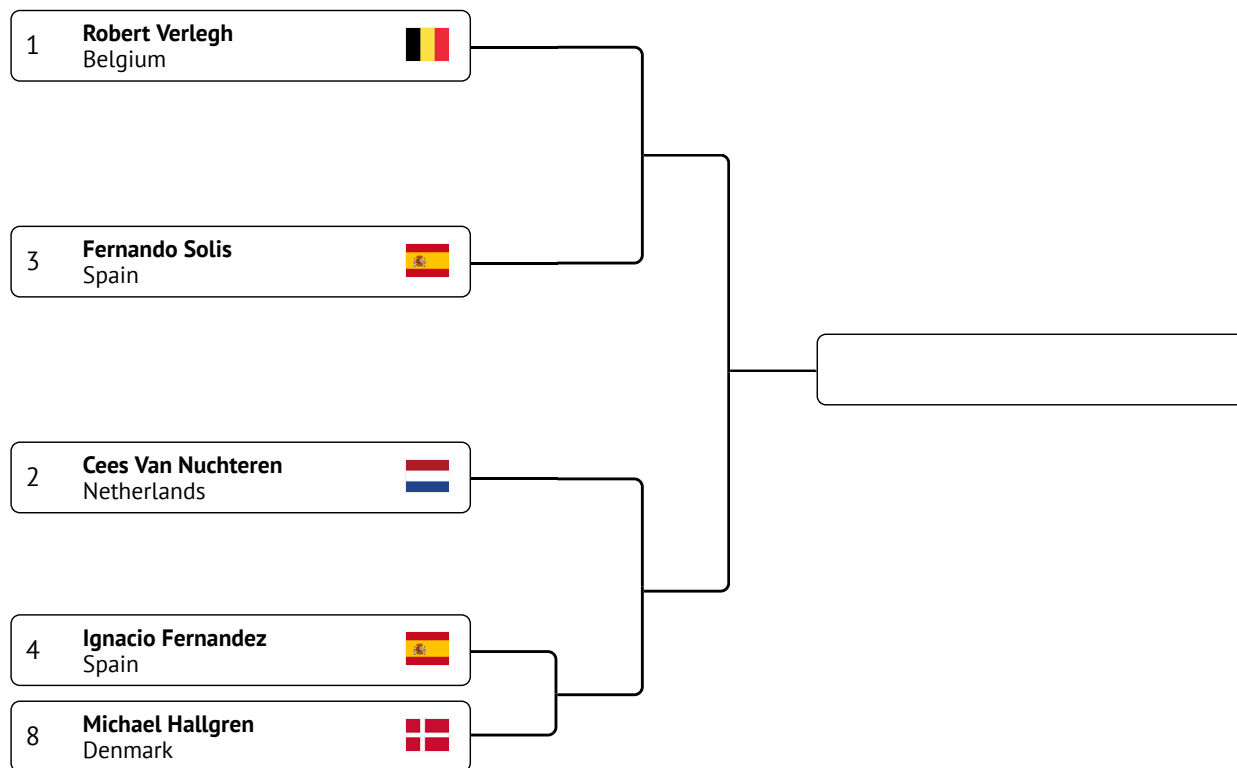 1
Robert Verlegh
Belgium
3
Fernando Solis
Spain
2
Cees Van Nuchteren
Netherlands
4
Ignacio Fernandez
Spain
8
Michael Hallgren
Denmark